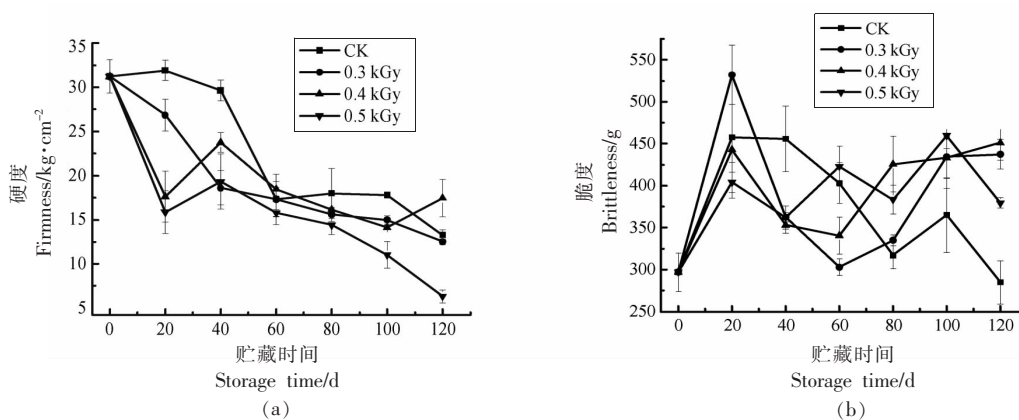 35
30
25
20
15
10
5
硬度
Firmness/kg·cm⁻²
CK
0.3 kGy
0.4 kGy
0.5 kGy
0 20 40 60 80 100 120
贮藏时间
Storage time/d
(a)
550
500
450
400
350
300
250
脆度
Brittleness/g
CK
0.3 kGy
0.4 kGy
0.5 kGy
0 20 40 60 80 100 120
贮藏时间
Storage time/d
(b)